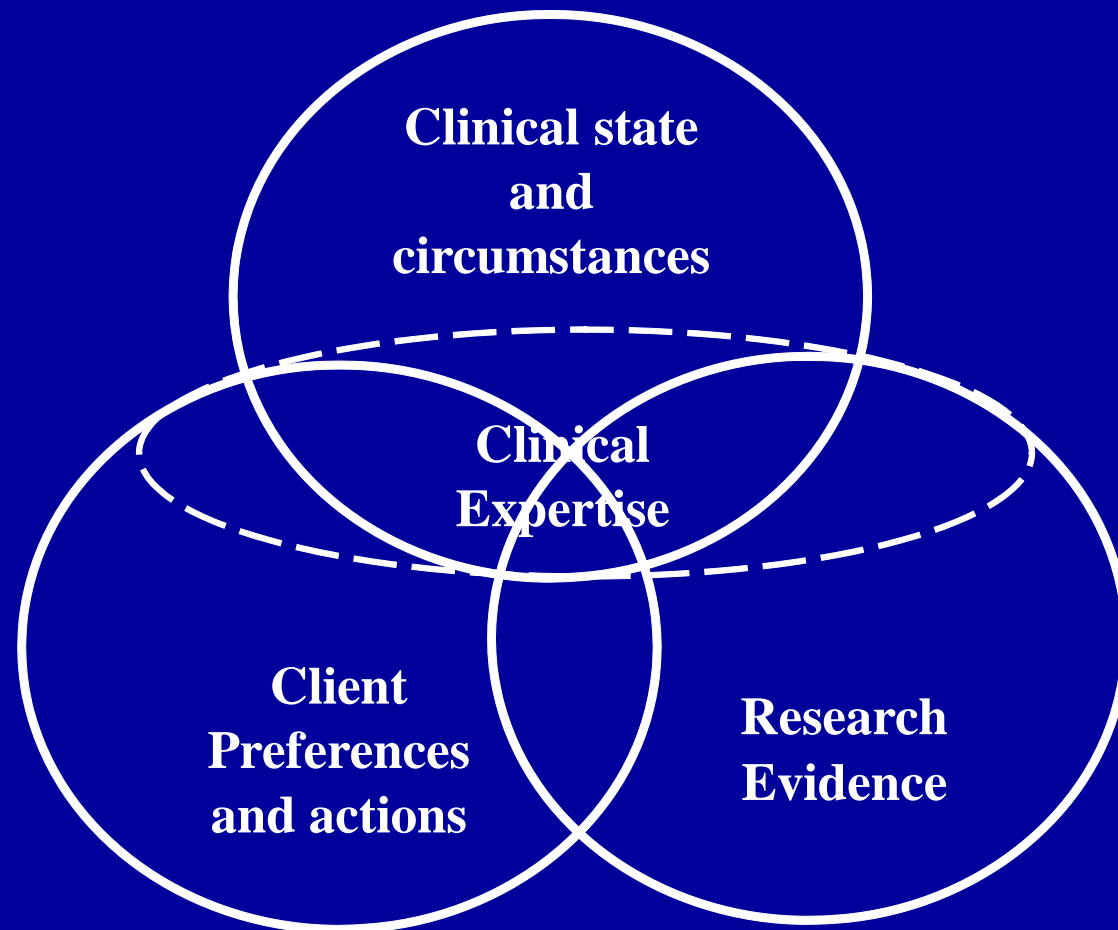 Clinical state
and
circumstances
Clinical
Expertise
Client
Preferences
and actions
Research
Evidence